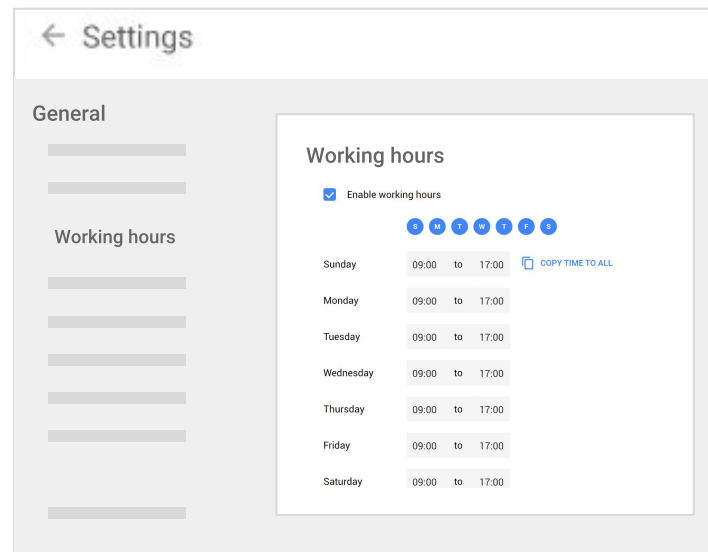 Settings
General
Working hours
Working hours
Enable working hours
S M T W T F S
Sunday 09:00 to 17:00 COPY TIME TO ALL
Monday 09:00 to 17:00
Tuesday 09:00 to 17:00
Wednesday 09:00 to 17:00
Thursday 09:00 to 17:00
Friday 09:00 to 17:00
Saturday 09:00 to 17:00